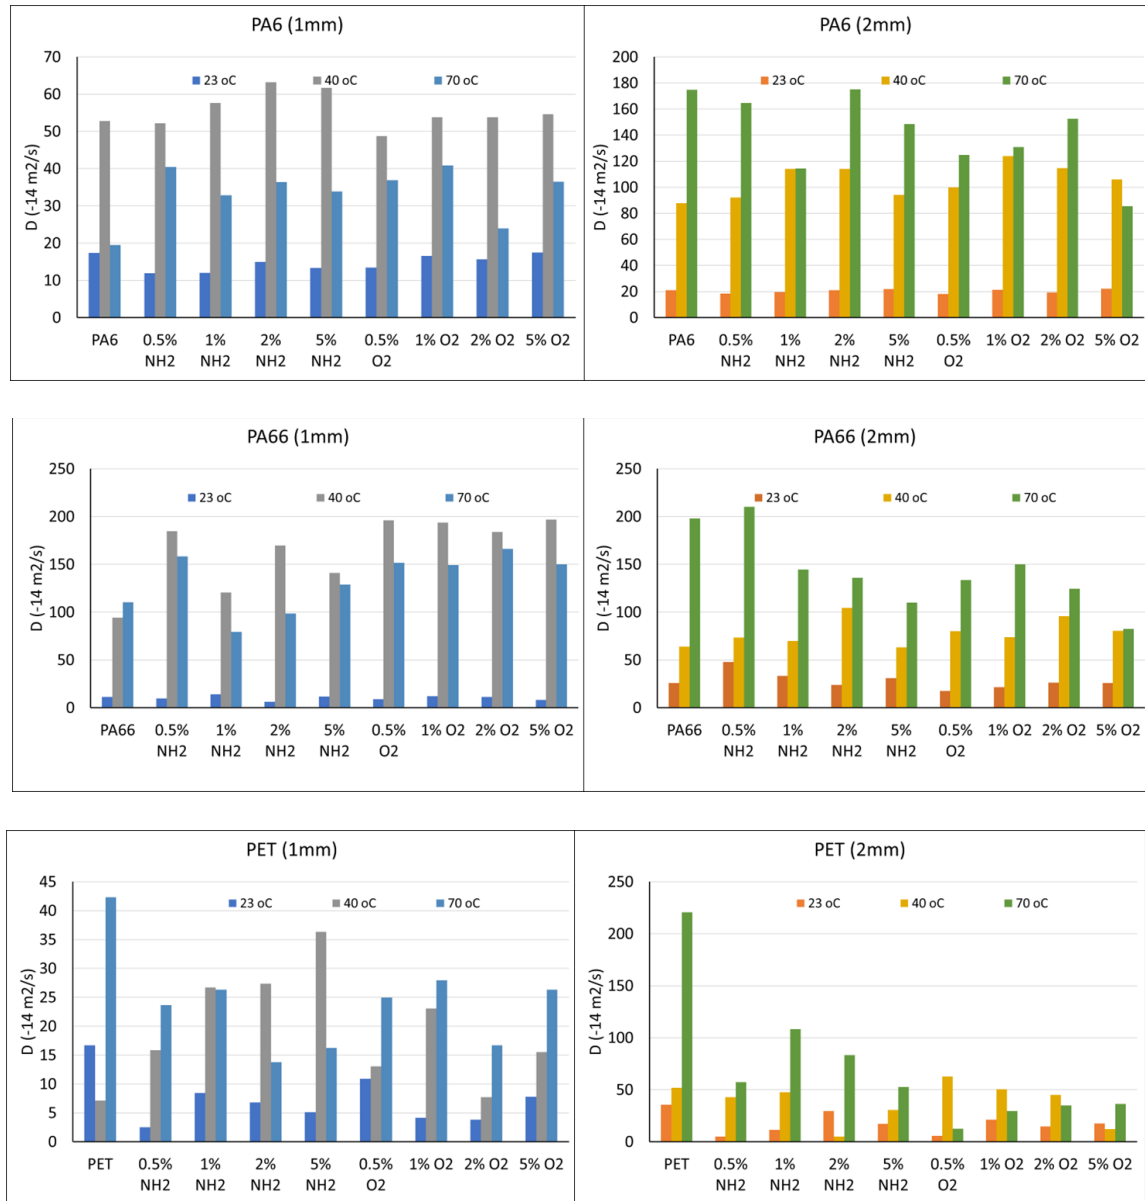 PA6 (1mm)
D (-14 m2/s)
70
60
50
40
30
20
10
0
23 oC 40 oC 70 oC
PA6 0.5% 1% 2% 5% 0.5% 1% O2 2% O2 5% O2
NH2 NH2 NH2 NH2 O2
PA6 (2mm)
D (-14 m2/s)
200
180
160
140
120
100
80
60
40
20
0
23 oC 40 oC 70 oC
PA6 0.5% 1% 2% 5% 0.5% 1% O2 2% O2 5% O2
NH2 NH2 NH2 NH2 O2
PA66 (1mm)
D (-14 m2/s)
250
200
150
100
50
0
23 oC 40 oC 70 oC
PA66 0.5% 1% 2% 5% 0.5% 1% O2 2% O2 5% O2
NH2 NH2 NH2 NH2 O2
PA66 (2mm)
D (-14 m2/s)
250
200
150
100
50
0
23 oC 40 oC 70 oC
PA66 0.5% 1% 2% 5% 0.5% 1% O2 2% O2 5% O2
NH2 NH2 NH2 NH2 O2
PET (1mm)
D (-14 m2/s)
45
40
35
30
25
20
15
10
5
0
23 oC 40 oC 70 oC
PET 0.5% 1% 2% 5% 0.5% 1% O2 2% O2 5% O2
NH2 NH2 NH2 NH2 O2
PET (2mm)
D (-14 m2/s)
250
200
150
100
50
0
23 oC 40 oC 70 oC
PET 0.5% 1% 2% 5% 0.5% 1% O2 2% O2 5% O2
NH2 NH2 NH2 NH2 O2